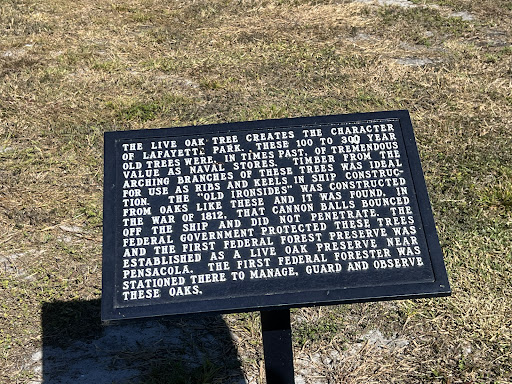 THE LIVE OAK TREE CREATES THE CHARACTER
OF LAFAYETTE PARK. THESE 100 TO 300 YEAR
OLD TREES WERE, IN TIMES PAST, OF TREMENDOUS
VALUE AS NAVAL STORES. TIMBER FROM THE
ARCHING BRANCHES OF THESE TREES WAS IDEAL
FOR USE AS RIBS AND KEELS IN SHIP CONSTRUC-
TION. THE "OLD IRONSIDES" WAS CONSTRUCTED
FROM OAKS LIKE THESE AND IT WAS FOUND, IN
THE WAR OF 1812, THAT CANNON BALLS BOUNCED
OFF THE SHIP AND DID NOT PENETRATE. THE
FEDERAL GOVERNMENT PROTECTED THESE TREES
AND THE FIRST FEDERAL FOREST PRESERVE WAS
ESTABLISHED AS A LIVE OAK PRESERVE NEAR
PENSACOLA. THE FIRST FEDERAL FORESTER WAS
STATIONED THERE TO MANAGE, GUARD AND OBSERVE
THESE OAKS.